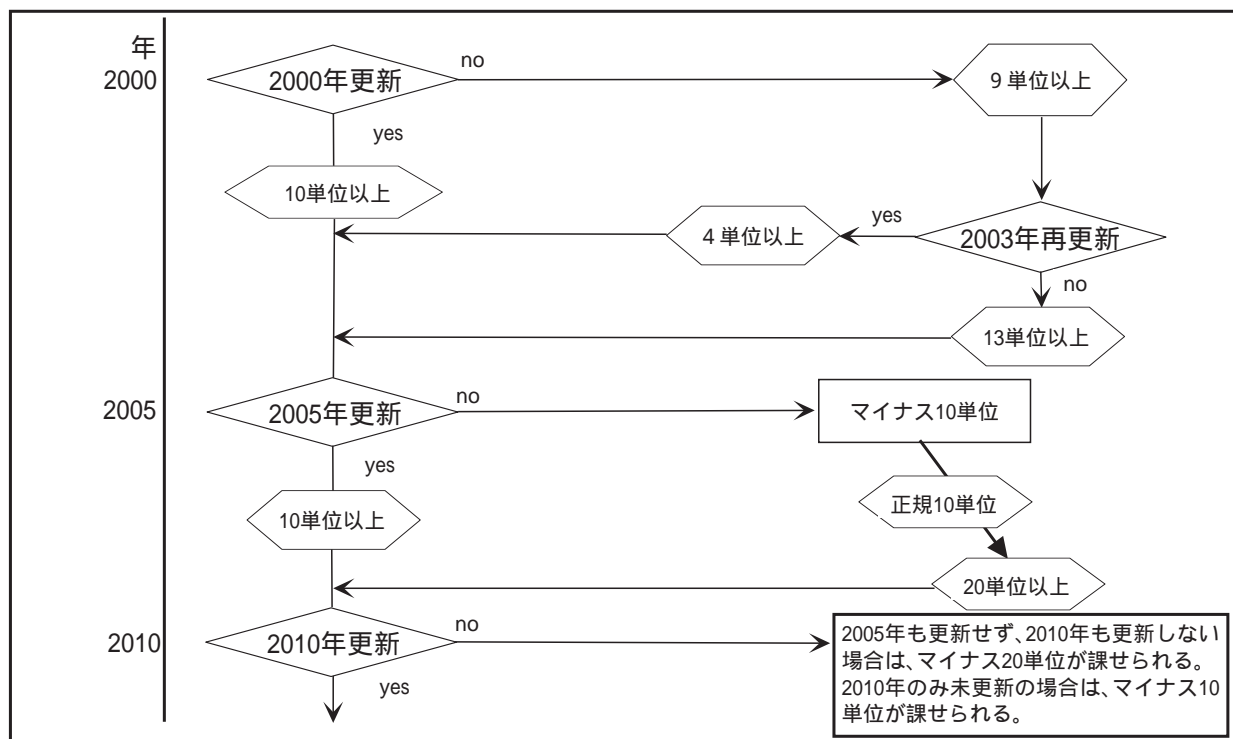 年
2000
2000年更新
no
9単位以上
yes
10単位以上
4単位以上
yes
2003年再更新
no
13単位以上
2005
2005年更新
no
マイナス10単位
yes
10単位以上
正規10単位
20単位以上
2010
2010年更新
no
yes
2005年も更新せず、2010年も更新しない
場合は、マイナス20単位が課せられる。
2010年のみ未更新の場合は、マイナス10
単位が課せられる。